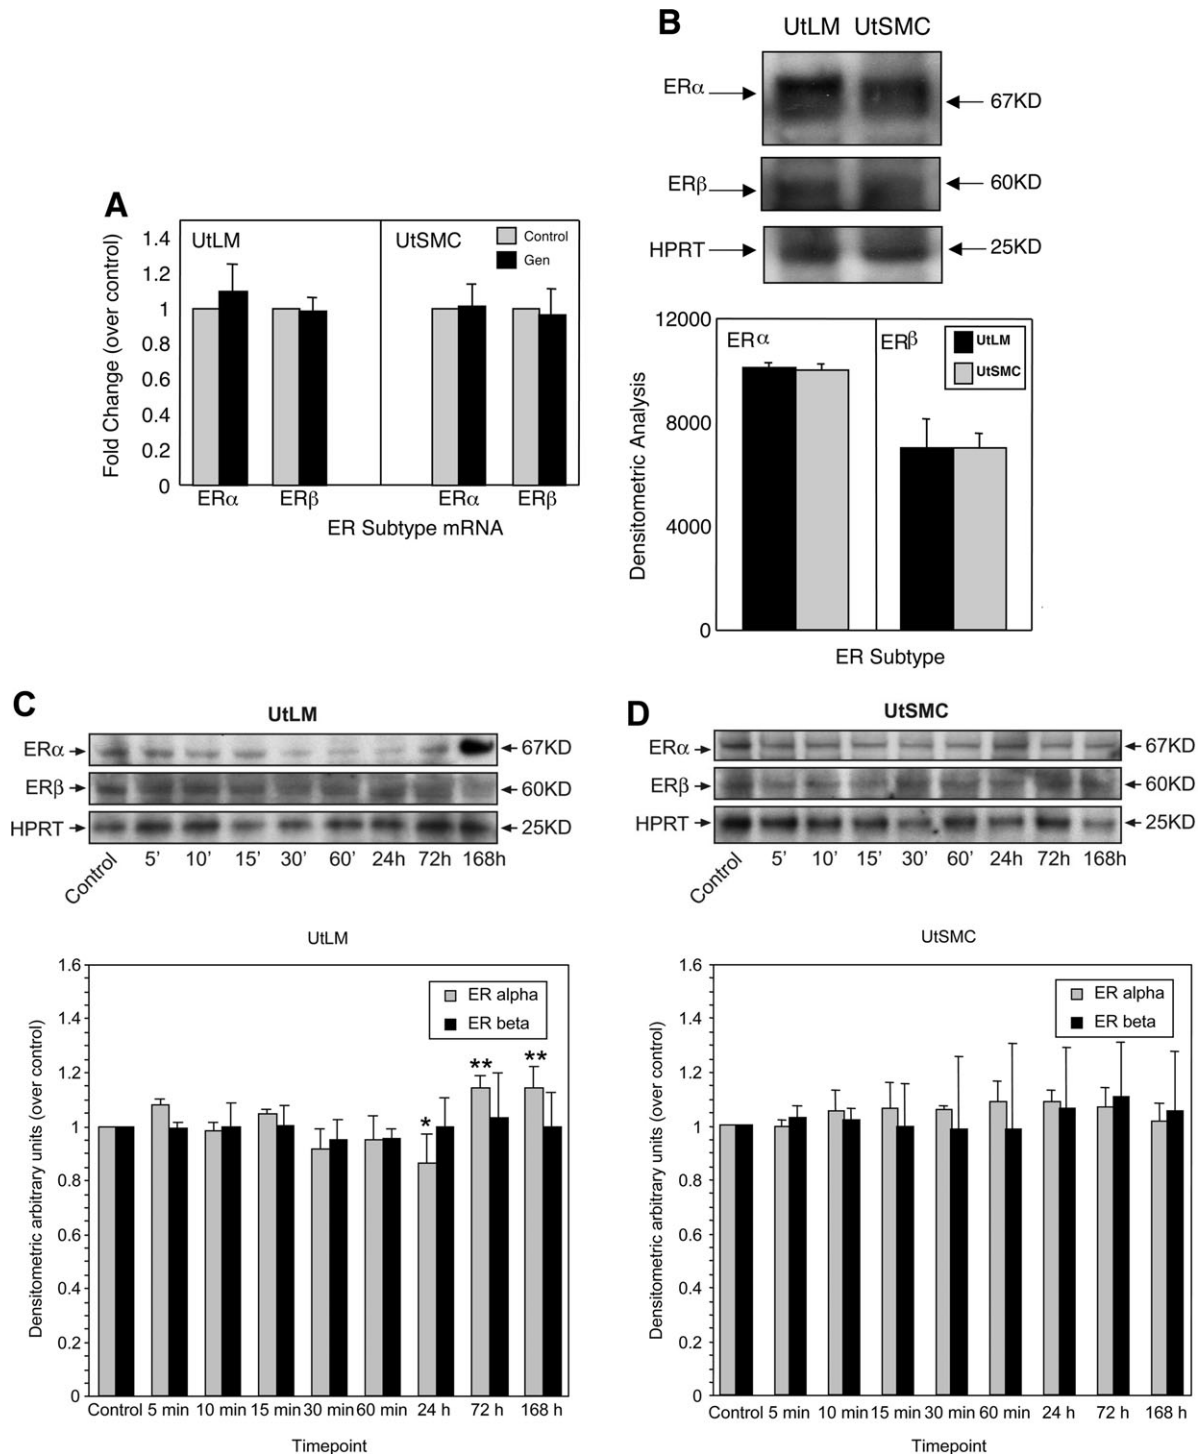 A
UtLM
UtSMC
Control
Gen
Fold Change (over control)
1.4
1.2
1
0.8
0.6
0.4
0.2
0
ERα ERβ ERα ERβ
ER Subtype mRNA
B
UtLM UtSMC
ERα 67KD
ERβ 60KD
HPRT 25KD
Densitometric Analysis
12000
8000
4000
0
ERα ERβ
UtLM
UtSMC
ER Subtype
C
UtLM
ERα 67KD
ERβ 60KD
HPRT 25KD
Control 5' 10' 15' 30' 60' 24h 72h 168h
UtLM
Densitometric arbitrary units (over control)
1.6
1.4
1.2
1
0.8
0.6
0.4
0.2
0
ER alpha
ER beta
* ** **
Control 5 min 10 min 15 min 30 min 60 min 24 h 72 h 168 h
Timepoint
D
UtSMC
ERα 67KD
ERβ 60KD
HPRT 25KD
Control 5' 10' 15' 30' 60' 24h 72h 168h
UtSMC
Densitometric arbitrary units (over control)
1.6
1.4
1.2
1
0.8
0.6
0.4
0.2
0
ER alpha
ER beta
Control 5 min 10 min 15 min 30 min 60 min 24 h 72 h 168 h
Timepoint